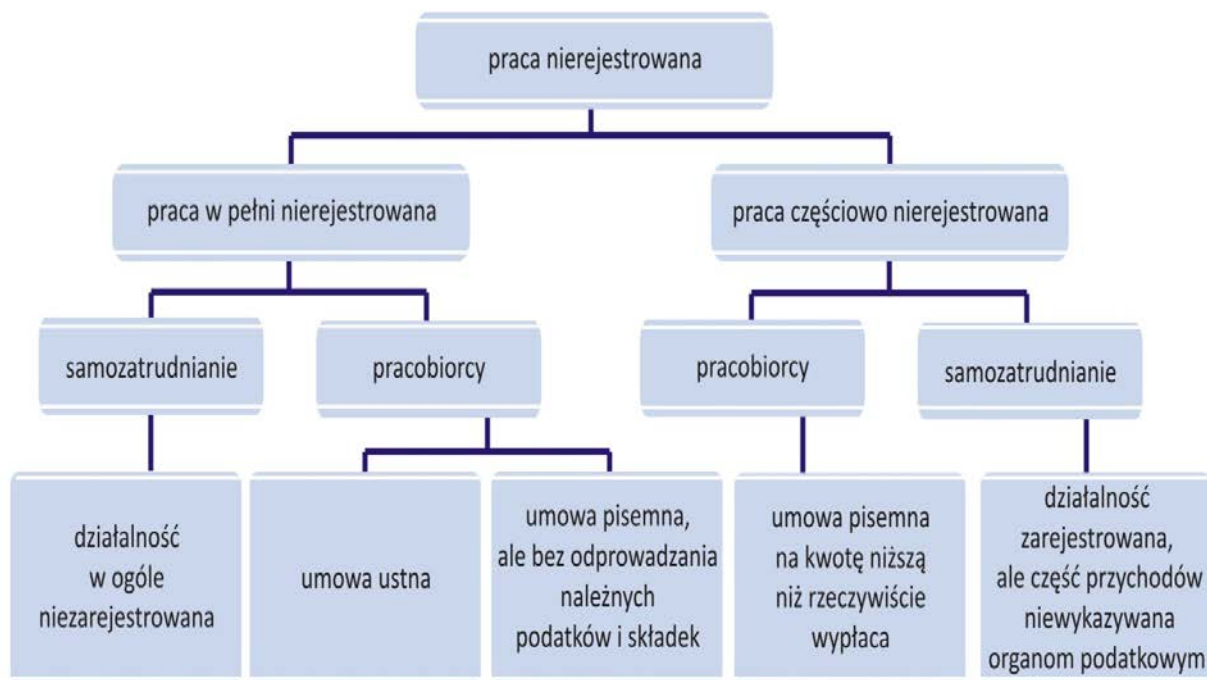 praca nierejestrowana
praca w pełni nierejestrowana
praca częściowo nierejestrowana
samozatrudnianie
pracobiorcy
pracobiorcy
samozatrudnianie
działalność
w ogóle
niezarejestrowana
umowa ustna
umowa pisemna,
ale bez odprowadzania
należnych
podatków i składek
umowa pisemna
na kwotę niższą
niż rzeczywiście
wypłaca
działalność
zarejestrowana,
ale część przychodów
niewykazywana
organom podatkowym